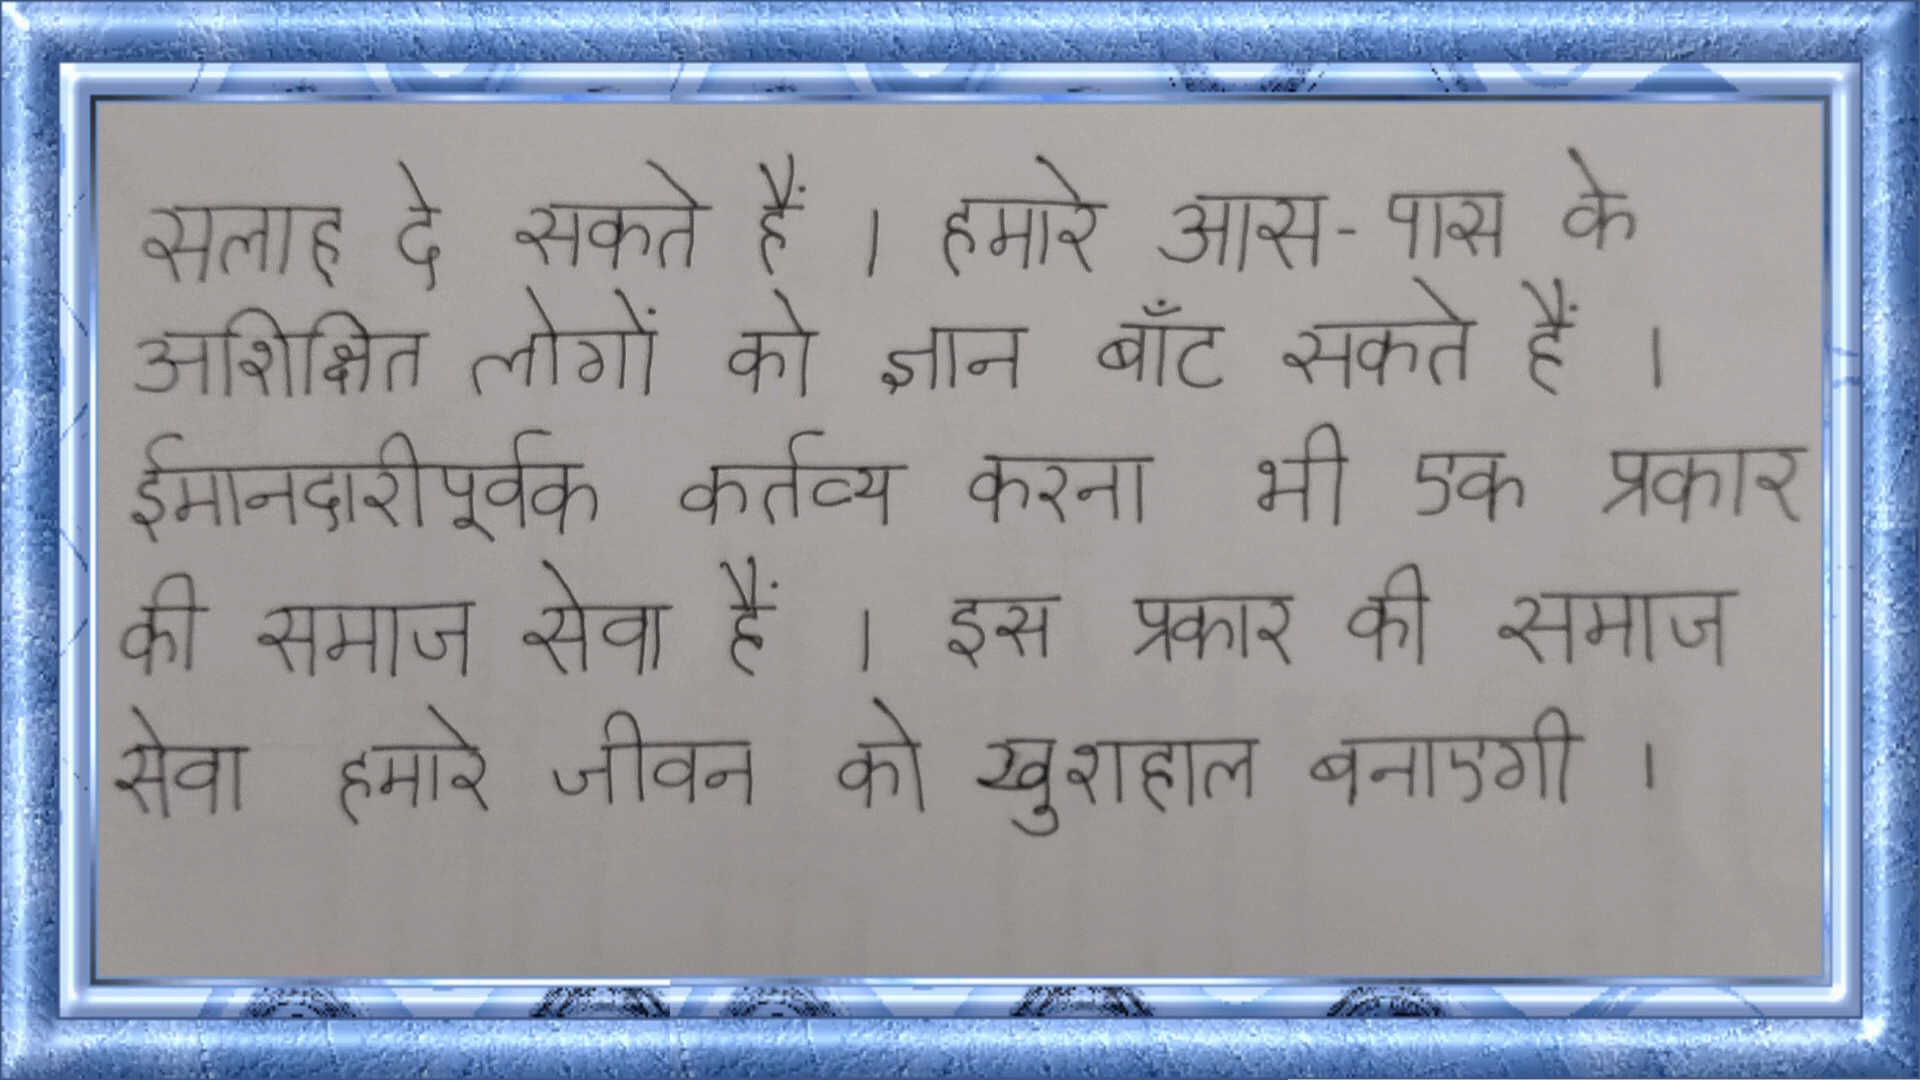 सलाह दे सकते हैं । हमारे आस-पास के
अशिक्षित लोगों को ज्ञान बाँट सकते हैं ।
ईमानदारीपूर्वक कर्तव्य करना भी एक प्रकार
की समाज सेवा हैं । इस प्रकार की समाज
सेवा हमारे जीवन को खुशहाल बनाएगी ।